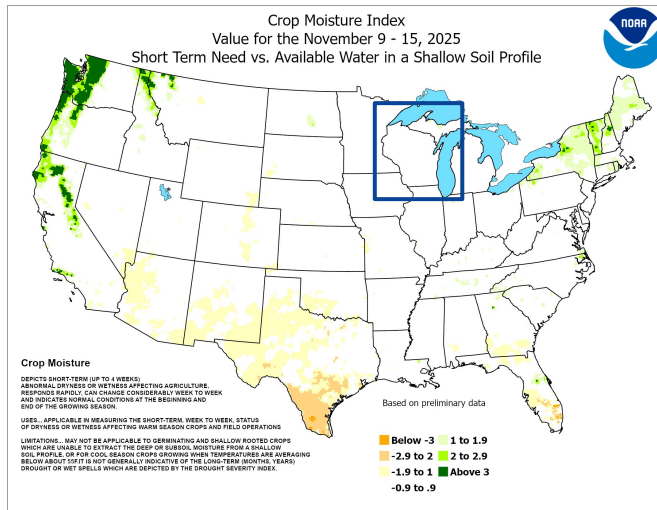 Crop Moisture Index
Value for the November 9 - 15, 2025
Short Term Need vs. Available Water in a Shallow Soil Profile
NOAA
Crop Moisture
DEPICTS SHORT-TERM (UP TO 4 WEEKS)
ABNORMAL DRYNESS OR WETNESS AFFECTING AGRICULTURE,
RESPONDS RAPIDLY, CAN CHANGE CONSIDERABLY WEEK TO WEEK
AND INDICATES NORMAL CONDITIONS AT THE BEGINNING AND
END OF THE GROWING SEASON.
USES... APPLICABLE IN MEASURING THE SHORT-TERM, WEEK TO WEEK, STATUS
OF DRYNESS OR WETNESS AFFECTING WARM SEASON CROPS AND FIELD OPERATIONS
LIMITATIONS... MAY NOT BE APPLICABLE TO GERMINATING AND SHALLOW ROOTED CROPS
WHICH ARE UNABLE TO EXTRACT THE DEEP OR SUBSOIL MOISTURE FROM A SHALLOW
SOIL PROFILE, OR FOR COOL SEASON CROPS GROWING WHEN TEMPERATURES ARE AVERAGING
BELOW ABOUT 55F.IT IS NOT GENERALLY INDICATIVE OF THE LONG-TERM (MONTHS, YEARS)
DROUGHT OR WET SPELLS WHICH ARE DEPICTED BY THE DROUGHT SEVERITY INDEX.
Based on preliminary data
Below -3
-2.9 to 2
-1.9 to 1
-0.9 to .9
1 to 1.9
2 to 2.9
Above 3